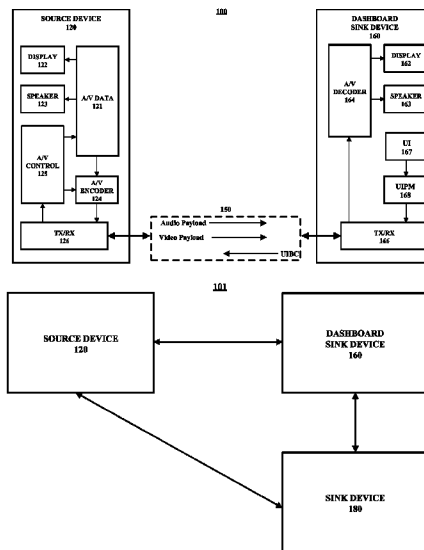 100
SOURCE DEVICE
120
DISPLAY
122
SPEAKER
123
A/V DATA
121
A/V
CONTROL
125
A/V
ENCODER
124
TX/RX
126
150
Audio Payload
Video Payload
UIBC
DASHBOARD
SINK DEVICE
160
A/V
DECODER
164
DISPLAY
162
SPEAKER
163
UI
167
UIPM
168
TX/RX
166
101
SOURCE DEVICE
120
DASHBOARD
SINK DEVICE
160
SINK DEVICE
180